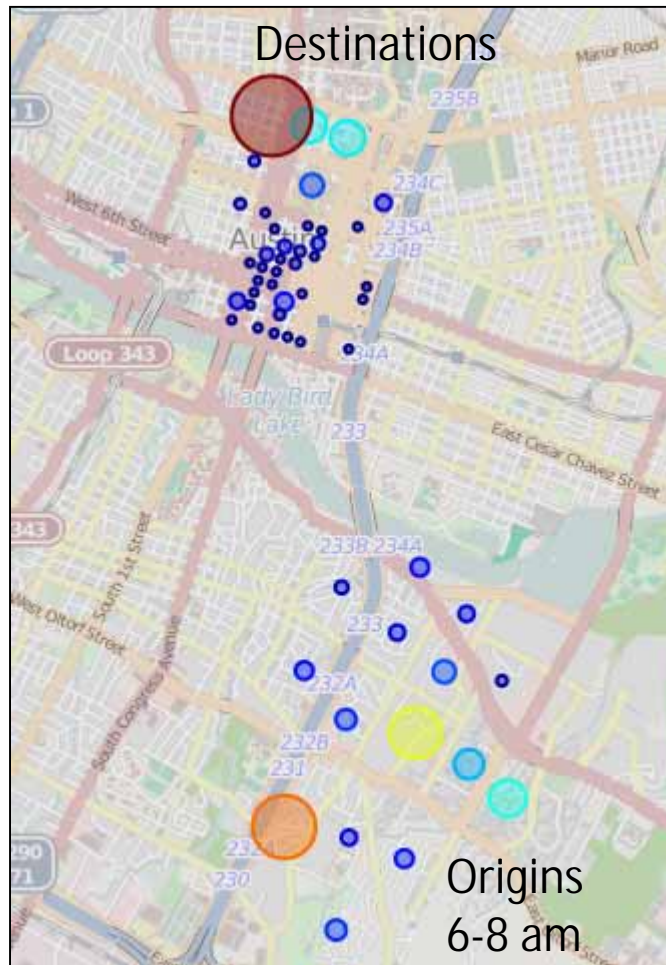 Destinations
Manor Road
235B
1
234C
West 6th Street
Austin
235A
234B
Loop 343
234A
Lady Bird
Lake
233
East Cesar Chavez Street
343
South 1st Street
233B 234A
West Oltorf Street
233
232A
South Congress Avenue
232B
231
290
71
232A
230
Origins
6-8 am